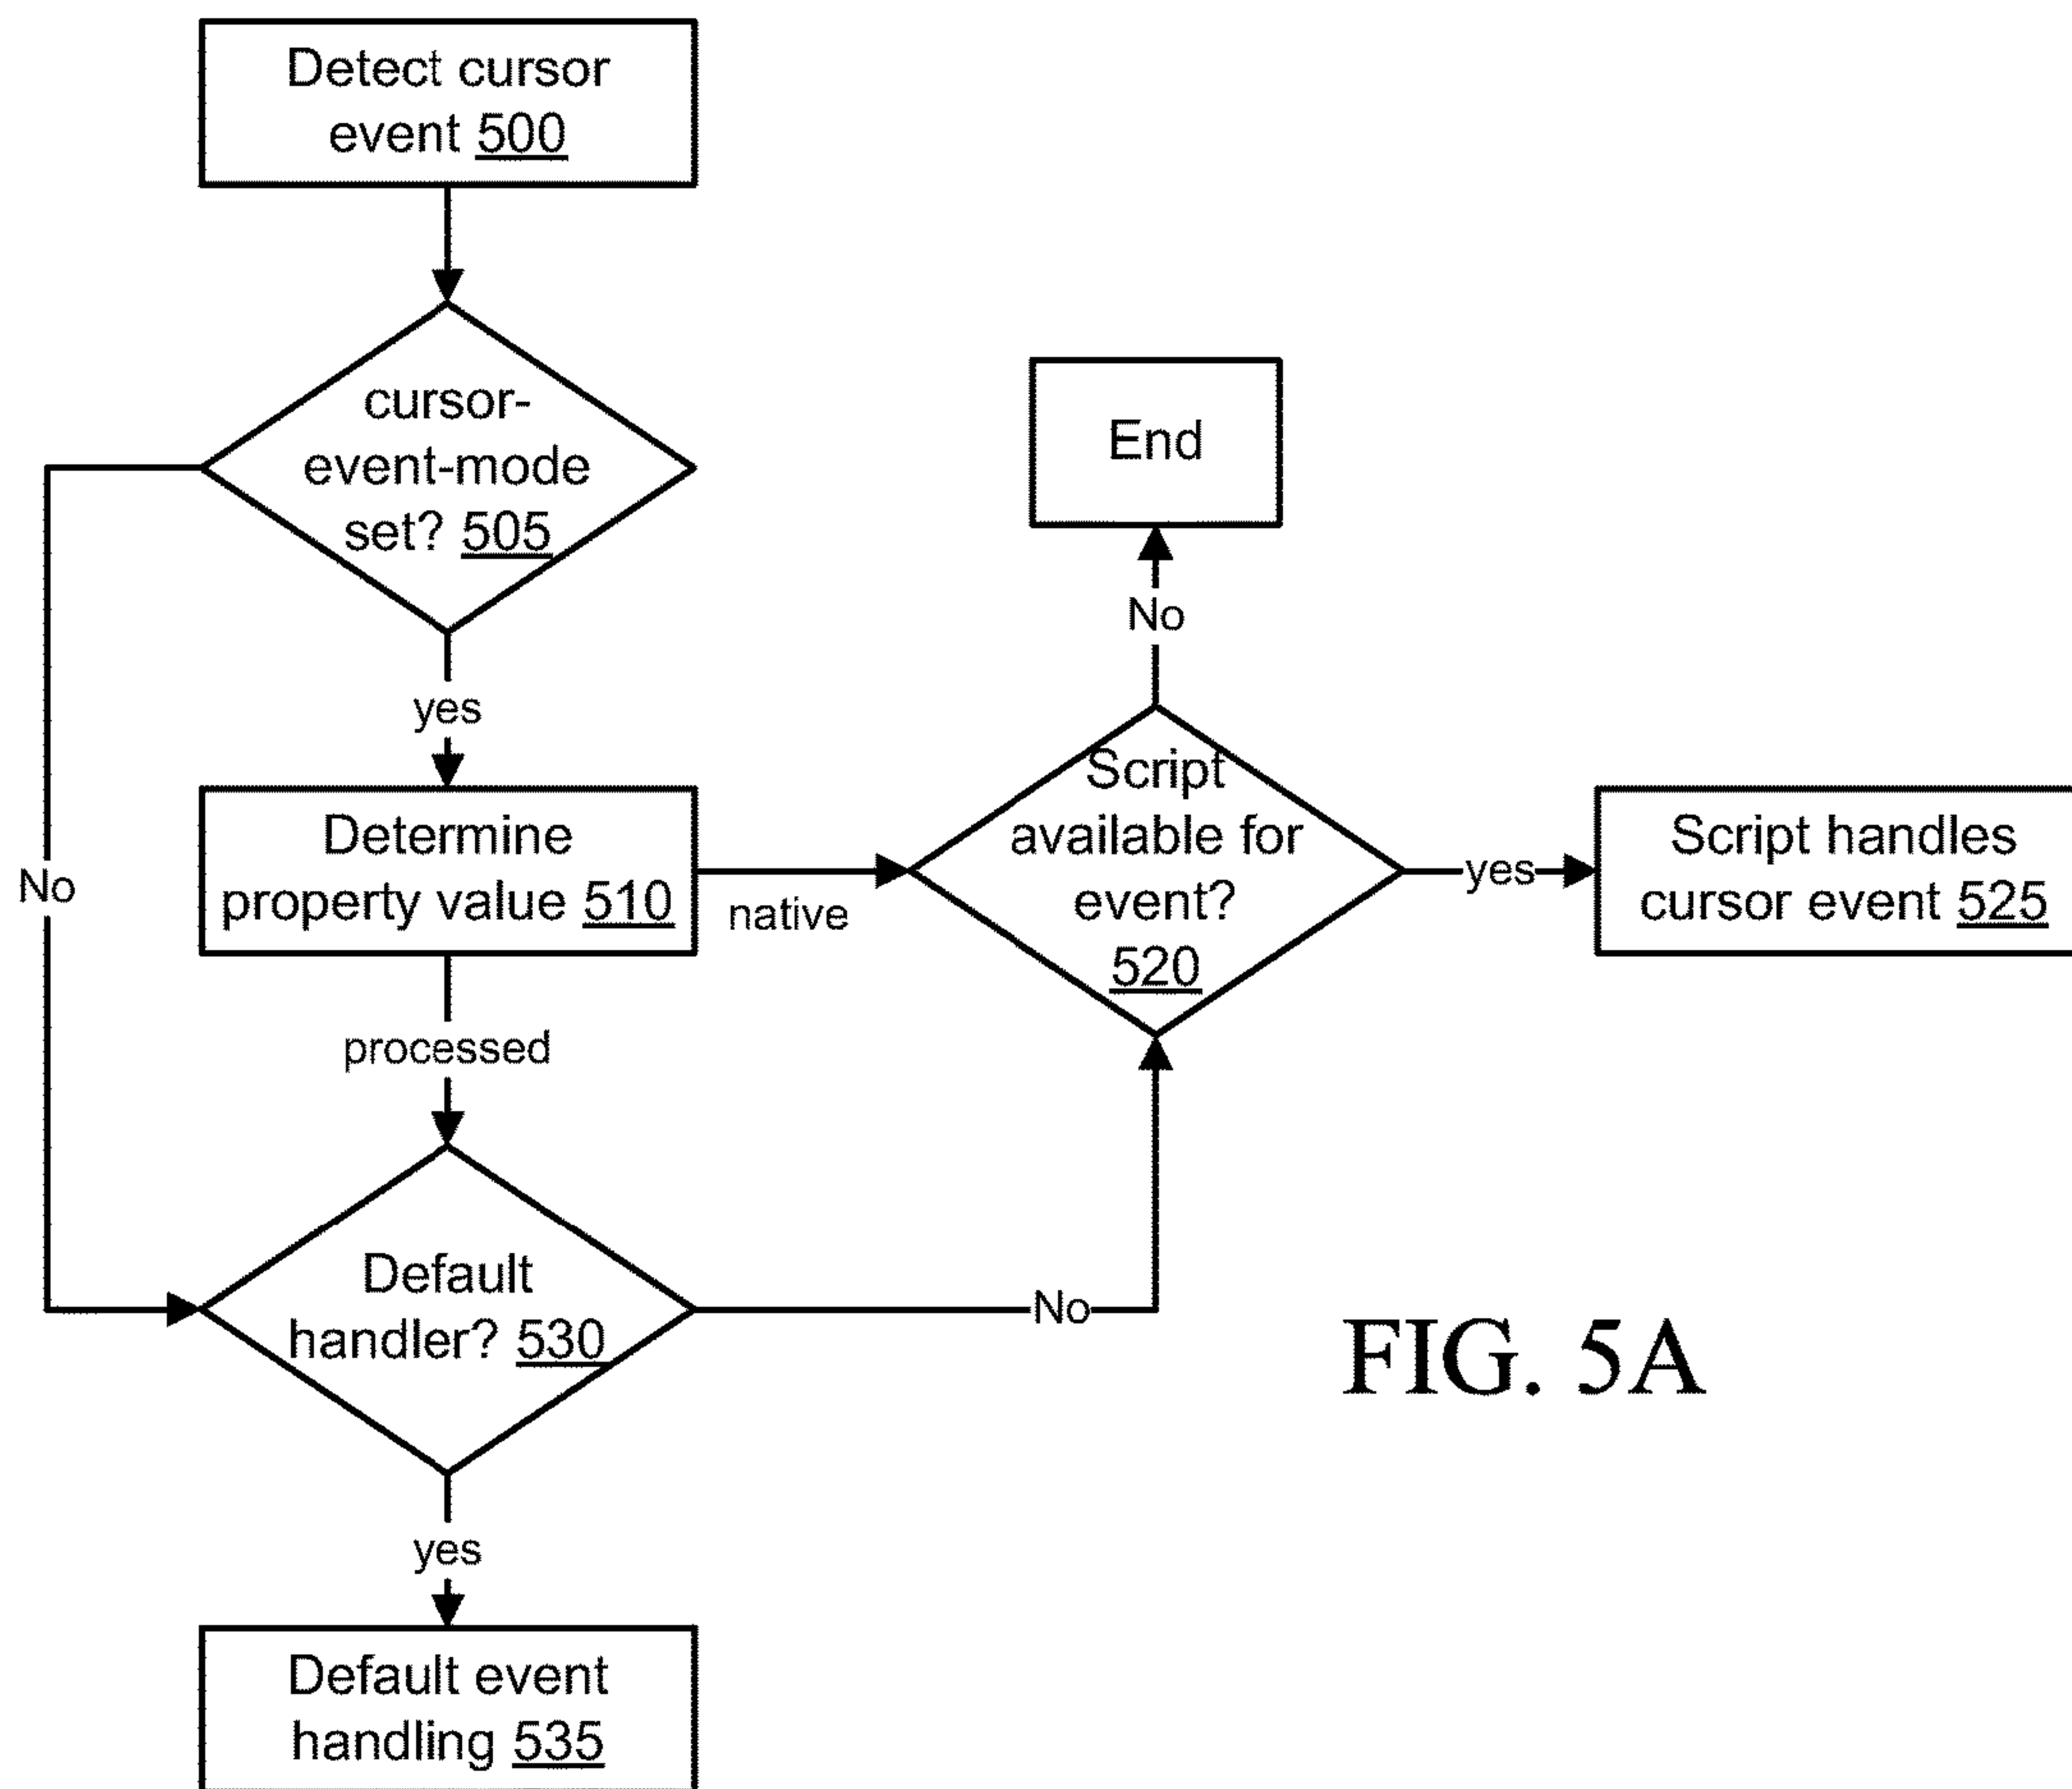 Detect cursor
event 500
cursor-
event-mode
set? 505
yes
No
Determine
property value 510
native
processed
Default
handler? 530
No
yes
Default event
handling 535
End
No
Script
available for
event?
520
yes
Script handles
cursor event 525
FIG. 5A